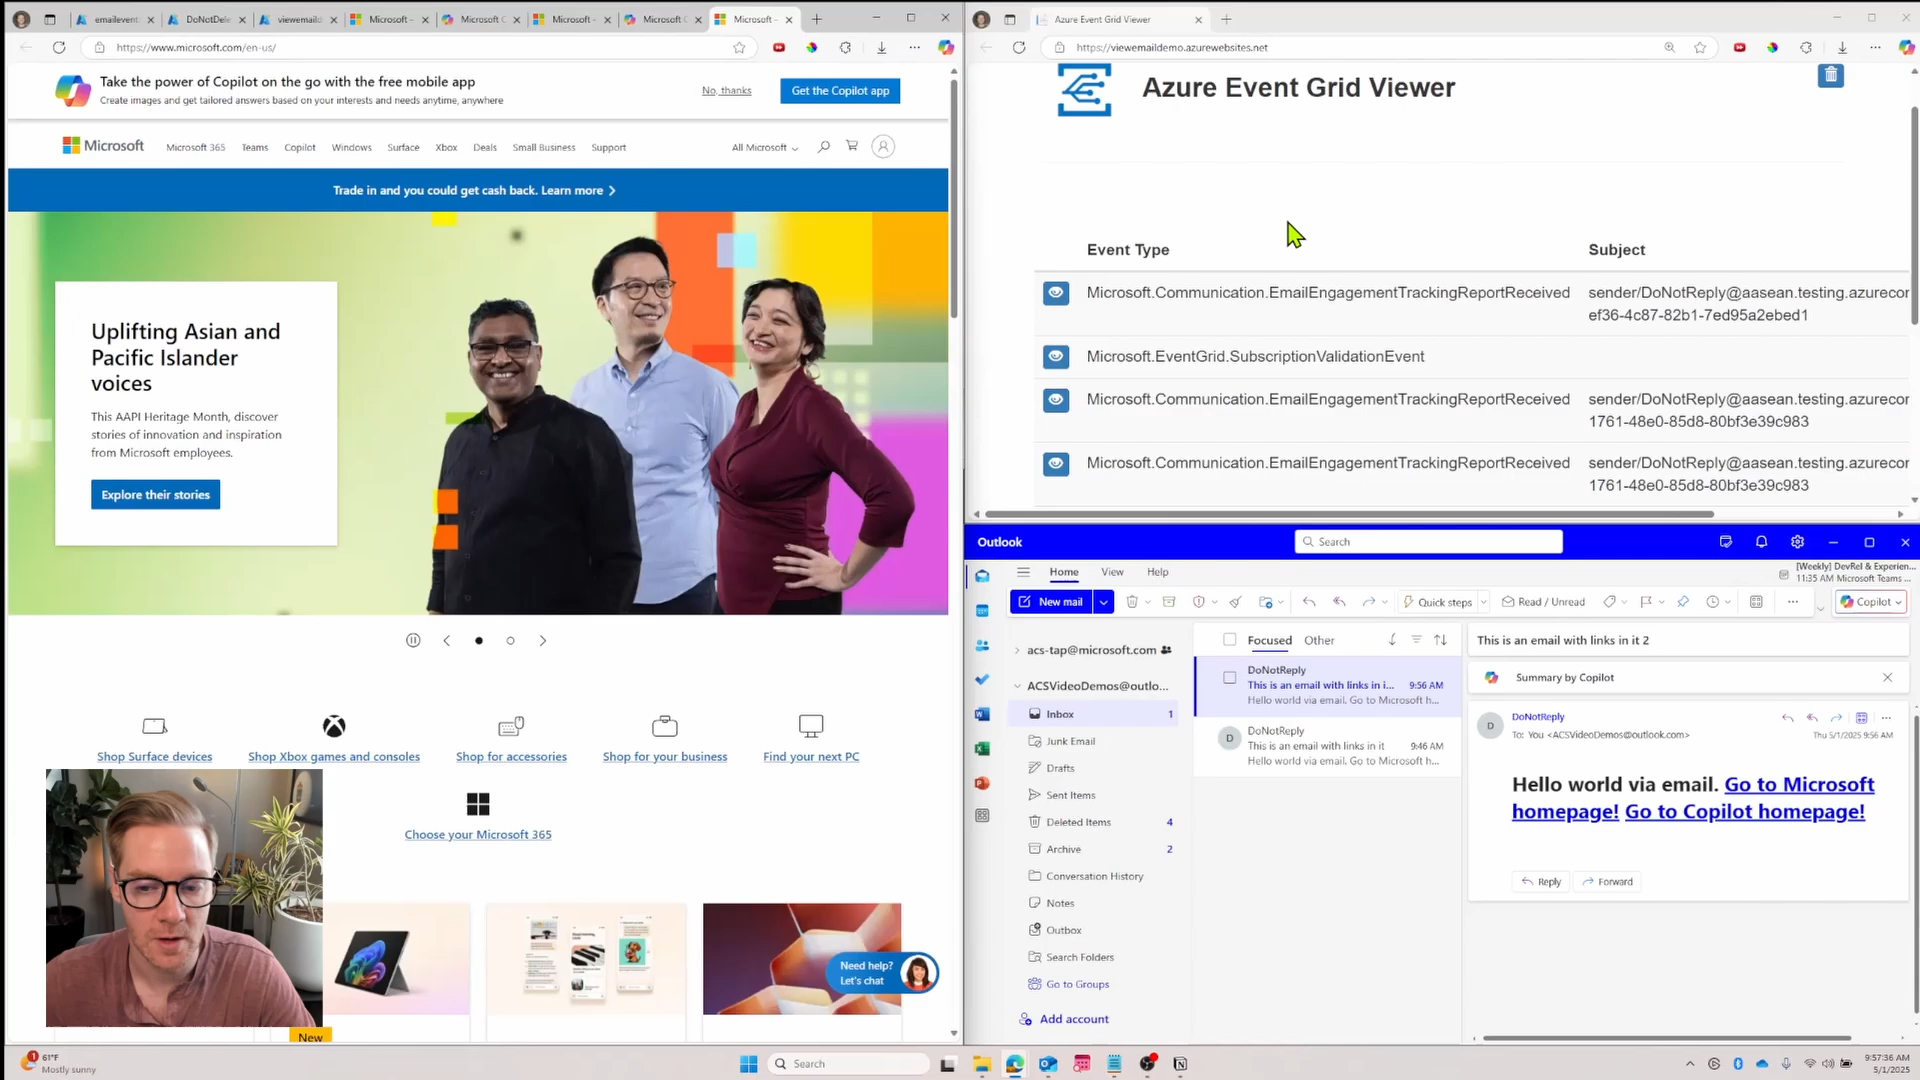 emailevent
DoNotDele
viewemaild
Microsoft -
Microsoft C
Microsoft -
Microsoft C
Microsoft -
https://www.microsoft.com/en-us/
Take the power of Copilot on the go with the free mobile app
Create images and get tailored answers based on your interests and needs anytime, anywhere
No, thanks
Get the Copilot app
Microsoft
Microsoft 365
Teams
Copilot
Windows
Surface
Xbox
Deals
Small Business
Support
All Microsoft
Trade in and you could get cash back. Learn more
Uplifting Asian and
Pacific Islander
voices
This AAPI Heritage Month, discover
stories of innovation and inspiration
from Microsoft employees.
Explore their stories
Shop Surface devices
Shop Xbox games and consoles
Shop for accessories
Shop for your business
Find your next PC
Choose your Microsoft 365
Need help?
Let's chat
New
Azure Event Grid Viewer
https://viewemaildemo.azurewebsites.net
Azure Event Grid Viewer
Event Type
Subject
Microsoft.Communication.EmailEngagementTrackingReportReceived
sender/DoNotReply@aasean.testing.azurecor
ef36-4c87-82b1-7ed95a2ebed1
Microsoft.EventGrid.SubscriptionValidationEvent
Microsoft.Communication.EmailEngagementTrackingReportReceived
sender/DoNotReply@aasean.testing.azurecor
1761-48e0-85d8-80bf3e39c983
Microsoft.Communication.EmailEngagementTrackingReportReceived
sender/DoNotReply@aasean.testing.azurecor
1761-48e0-85d8-80bf3e39c983
Outlook
Search
Home
View
Help
[Weekly] DevRel & Experien...
11:35 AM Microsoft Teams ...
New mail
Quick steps
Read / Unread
Copilot
acs-tap@microsoft.com
ACSVideoDemos@outlo...
Inbox 1
Junk Email
Drafts
Sent Items
Deleted Items 4
Archive 2
Conversation History
Notes
Outbox
Search Folders
Go to Groups
Add account
Focused
Other
DoNotReply
This is an email with links in i... 9:56 AM
Hello world via email. Go to Microsoft h...
D
DoNotReply
This is an email with links in it 9:46 AM
Hello world via email. Go to Microsoft h...
This is an email with links in it 2
Summary by Copilot
D
DoNotReply
To: You <ACSVideoDemos@outlook.com>
Thu 5/1/2025 9:56 AM
Hello world via email. Go to Microsoft
homepage! Go to Copilot homepage!
Reply
Forward
1
61°F
Mostly sunny
Search
9:57:36 AM
5/1/2025